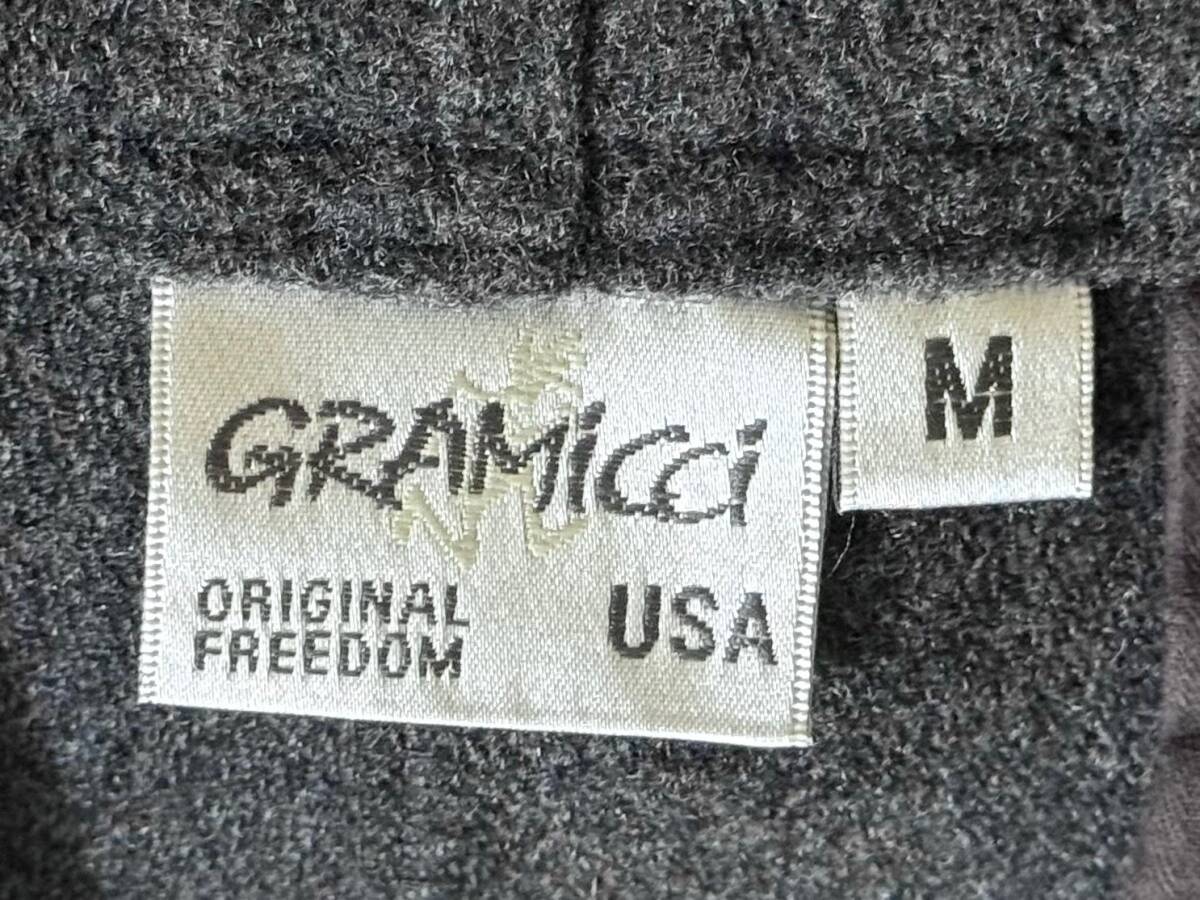 GRAMiCCi
ORIGINAL
FREEDOM
USA
M